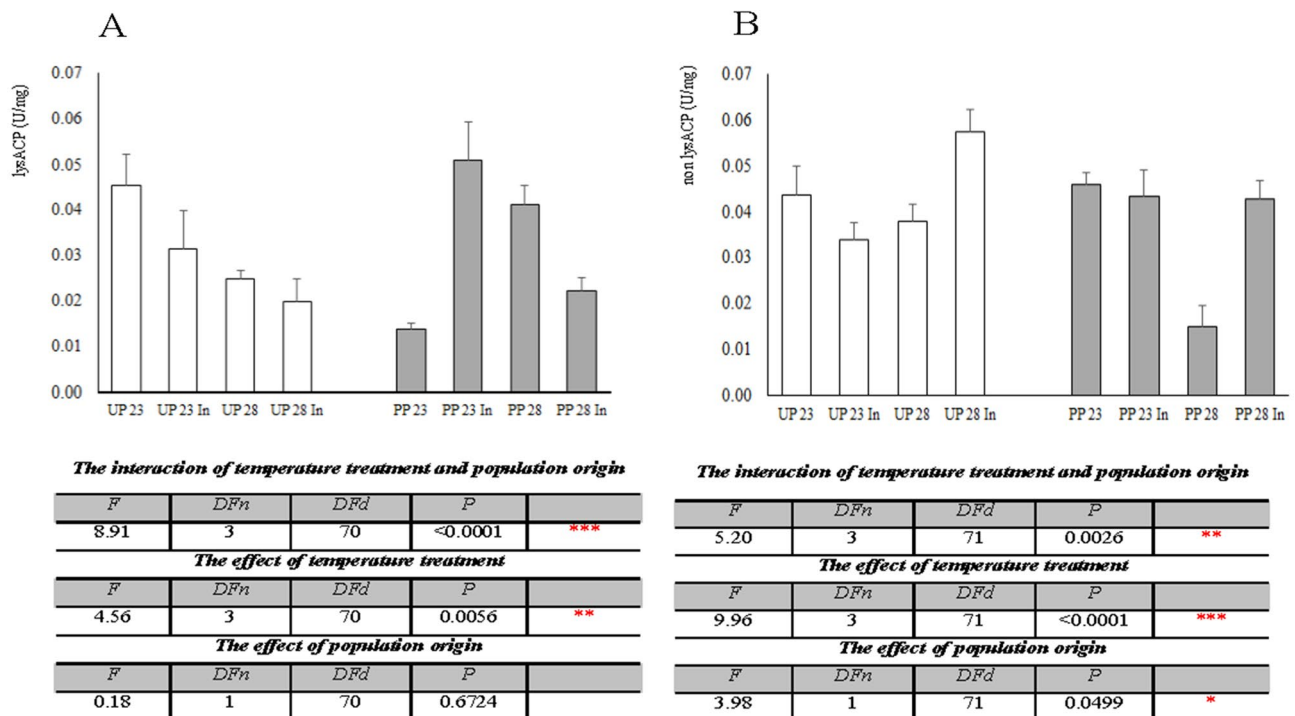 A
lysACP (U/mg)
0.07
0.06
0.05
0.04
0.03
0.02
0.01
0.00
UP 23 UP 23 In UP 28 UP 28 In PP 23 PP 23 In PP 28 PP 28 In
The interaction of temperature treatment and population origin
F DFn DFd P
8.91 3 70 <0.0001 ***
The effect of temperature treatment
F DFn DFd P
4.56 3 70 0.0056 **
The effect of population origin
F DFn DFd P
0.18 1 70 0.6724
B
non lysACP (U/mg)
0.07
0.06
0.05
0.04
0.03
0.02
0.01
0.00
UP 23 UP 23 In UP 28 UP 28 In PP 23 PP 23 In PP 28 PP 28 In
The interaction of temperature treatment and population origin
F DFn DFd P
5.20 3 71 0.0026 **
The effect of temperature treatment
F DFn DFd P
9.96 3 71 <0.0001 ***
The effect of population origin
F DFn DFd P
3.98 1 71 0.0499 *